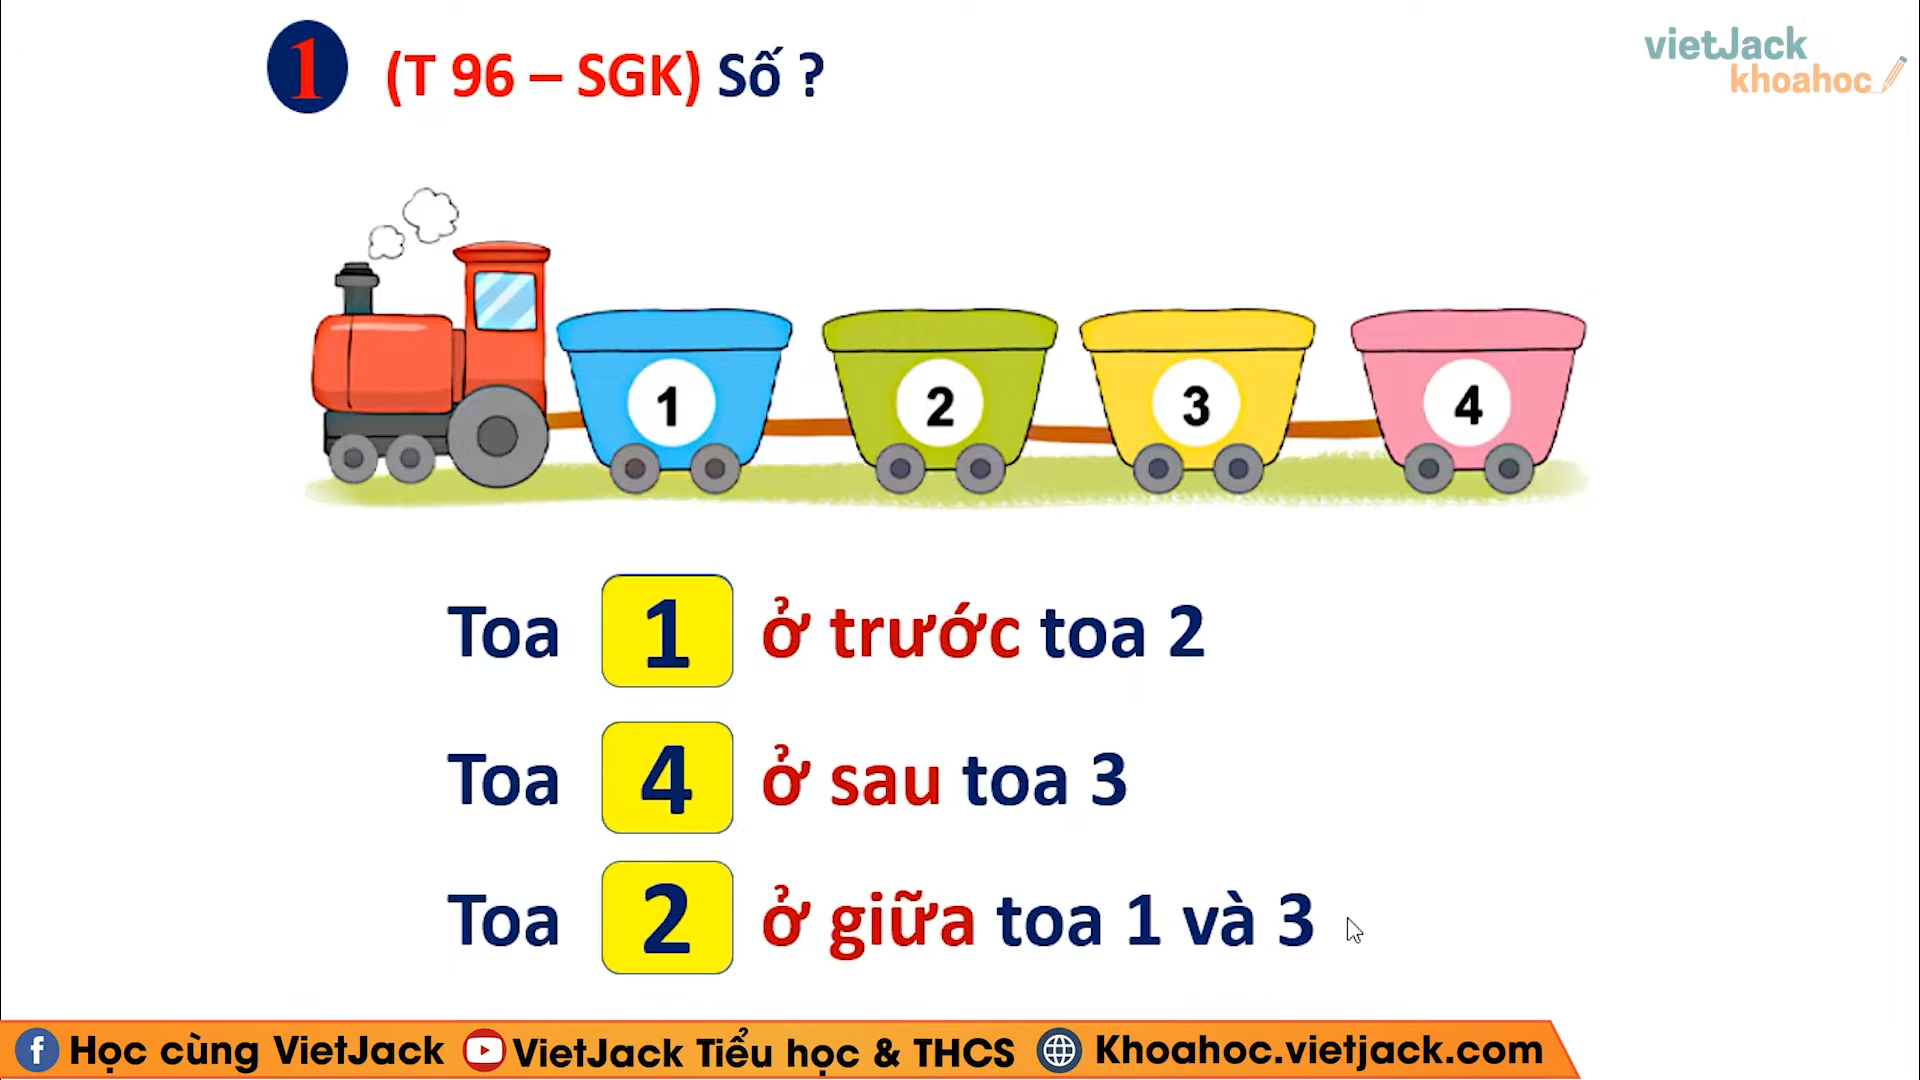 1 (T 96 – SGK) Số ?
vietJack
khoahoc
1 2 3 4
Toa 1 ở trước toa 2
Toa 4 ở sau toa 3
Toa 2 ở giữa toa 1 và 3
Học cùng VietJack VietJack Tiểu học & THCS Khoahoc.vietjack.com